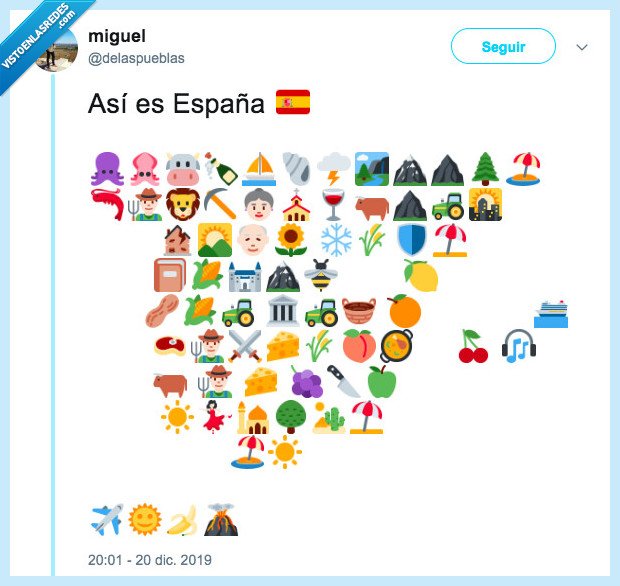 VISTOENLASREDES
.com
miguel
@delaspueblas
Seguir
Así es España 🇪🇸
20:01 - 20 dic. 2019